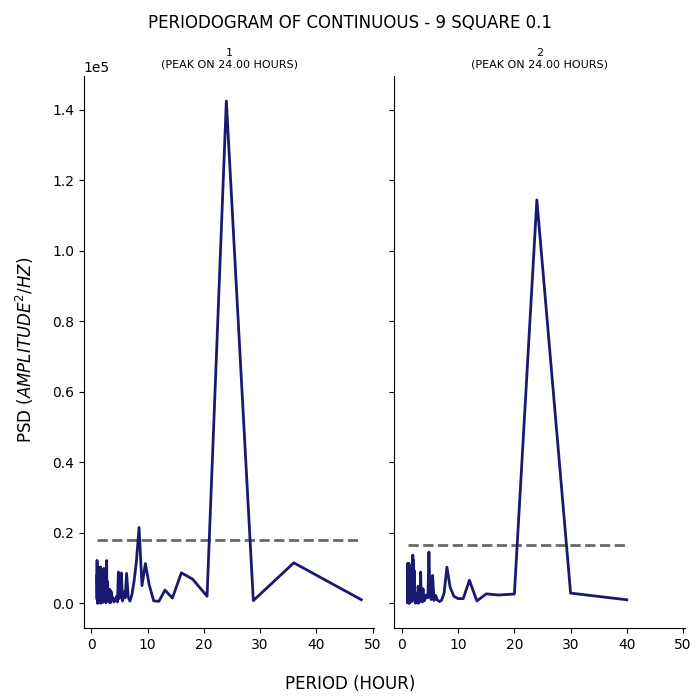 PERIODOGRAM OF CONTINUOUS - 9 SQUARE 0.1
1
(PEAK ON 24.00 HOURS)
2
(PEAK ON 24.00 HOURS)
1e5
1.4
1.2
1.0
0.8
0.6
0.4
0.2
0.0
PSD (AMPLITUDE²/HZ)
0 10 20 30 40 50
0 10 20 30 40 50
PERIOD (HOUR)